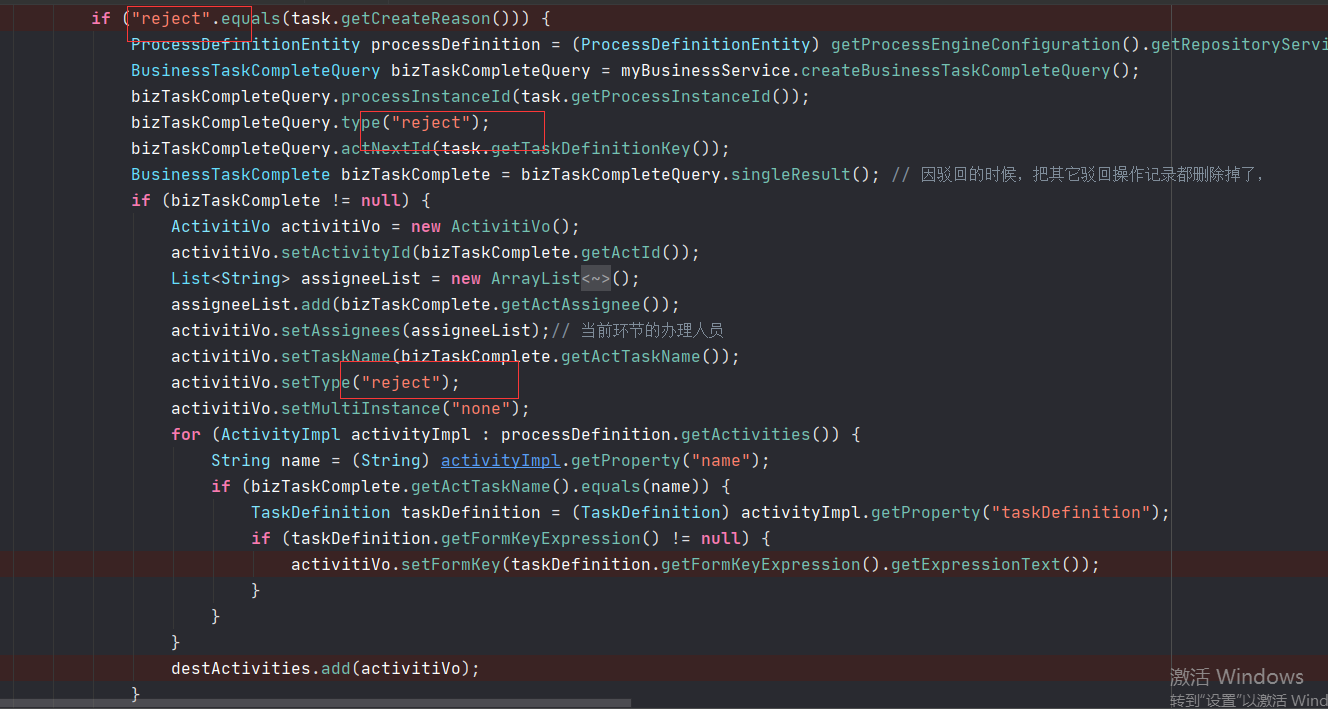 if ("reject".equals(task.getCreateReason())) {
ProcessDefinitionEntity processDefinition = (ProcessDefinitionEntity) getProcessEngineConfiguration().getRepositoryServi
BusinessTaskCompleteQuery bizTaskCompleteQuery = myBusinessService.createBusinessTaskCompleteQuery();
bizTaskCompleteQuery.processInstanceId(task.getProcessInstanceId());
bizTaskCompleteQuery.type("reject");
bizTaskCompleteQuery.actNextId(task.getTaskDefinitionKey());
BusinessTaskComplete bizTaskComplete = bizTaskCompleteQuery.singleResult(); // 因驳回的时候，把其它驳回操作记录都删除掉了，
if (bizTaskComplete != null) {
ActivitiVo activitiVo = new ActivitiVo();
activitiVo.setActivityId(bizTaskComplete.getActId());
List<String> assigneeList = new ArrayList<~>();
assigneeList.add(bizTaskComplete.getActAssignee());
activitiVo.setAssignees(assigneeList);// 当前环节的办理人员
activitiVo.setTaskName(bizTaskComplete.getActTaskName());
activitiVo.setType("reject");
activitiVo.setMultiInstance("none");
for (ActivityImpl activityImpl : processDefinition.getActivities()) {
String name = (String) activityImpl.getProperty("name");
if (bizTaskComplete.getActTaskName().equals(name)) {
TaskDefinition taskDefinition = (TaskDefinition) activityImpl.getProperty("taskDefinition");
if (taskDefinition.getFormKeyExpression() != null) {
activitiVo.setFormKey(taskDefinition.getFormKeyExpression().getExpressionText());
}
}
}
destActivities.add(activitiVo);
}
激活 Windows
转到"设置"以激活 Wind